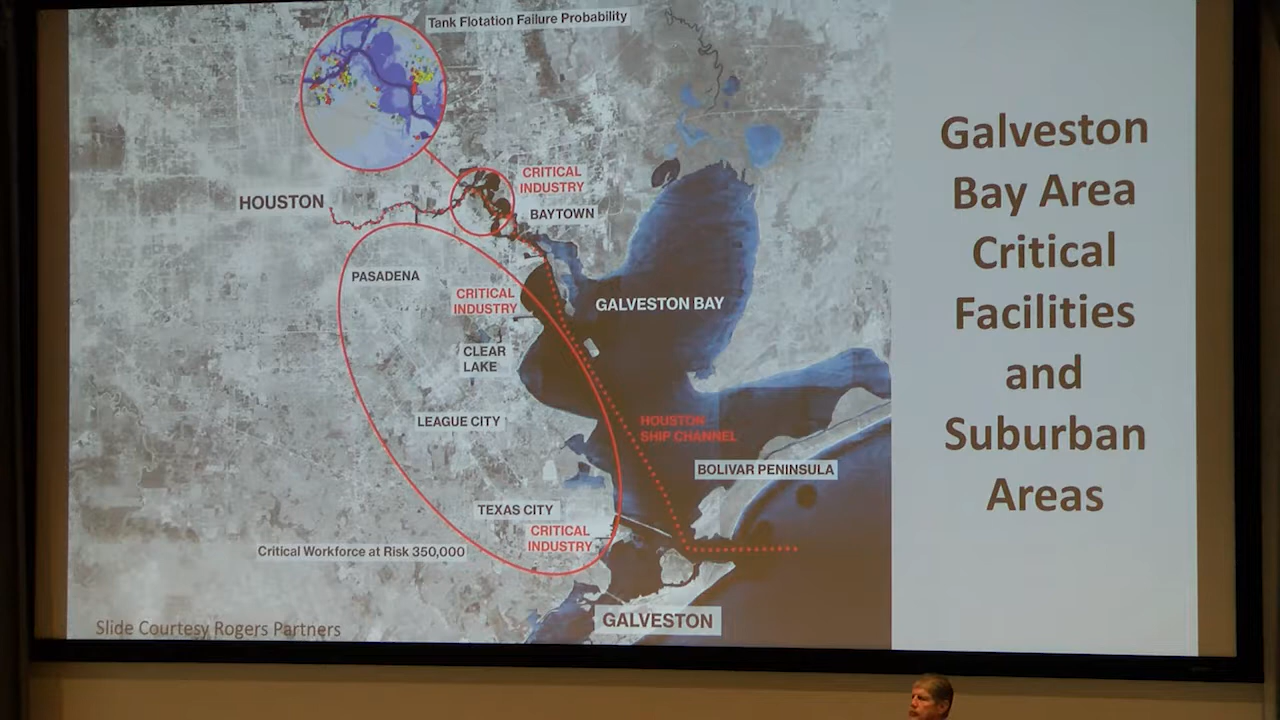 Tank Flotation Failure Probability
CRITICAL
INDUSTRY
HOUSTON
BAYTOWN
PASADENA
CRITICAL
INDUSTRY
GALVESTON BAY
CLEAR
LAKE
LEAGUE CITY
HOUSTON
SHIP CHANNEL
BOLIVAR PENINSULA
TEXAS CITY
CRITICAL
INDUSTRY
Critical Workforce at Risk 350,000
GALVESTON
Slide Courtesy Rogers Partners
Galveston
Bay Area
Critical
Facilities
and
Suburban
Areas